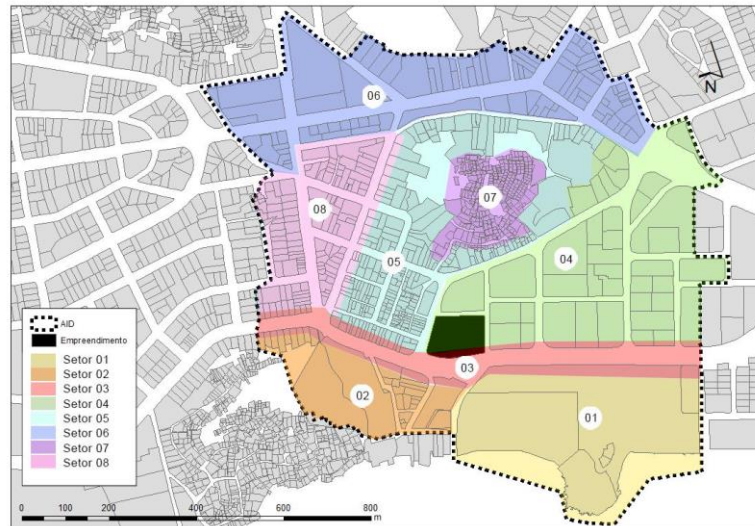 06
N
07
08
05
04
AID
Empreendimento
Setor 01
Setor 02
Setor 03
Setor 04
Setor 05
Setor 06
Setor 07
Setor 08
03
02
01
0 100 200 400 600 800
m